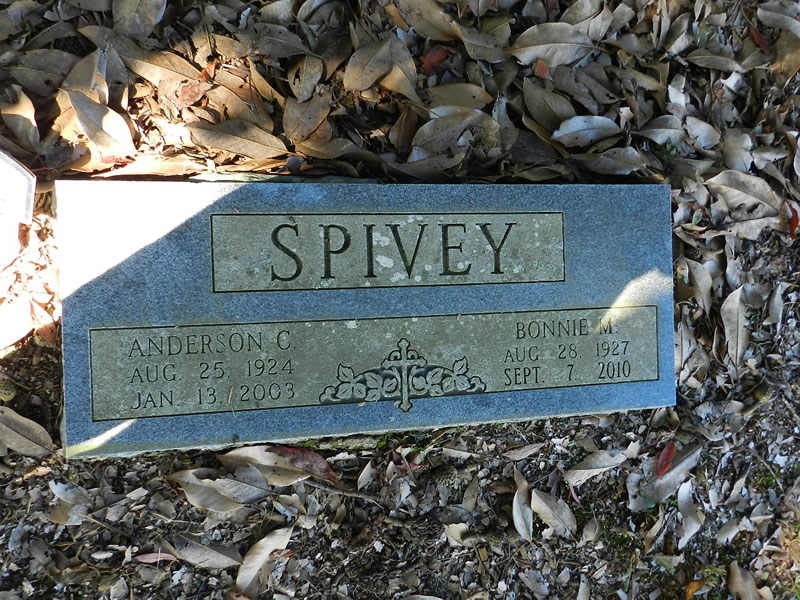 SPIVEY
ANDERSON C.
AUG 25, 1924
JAN. 13, 2003
BONNIE M.
AUG 28, 1927
SEPT. 7, 2010